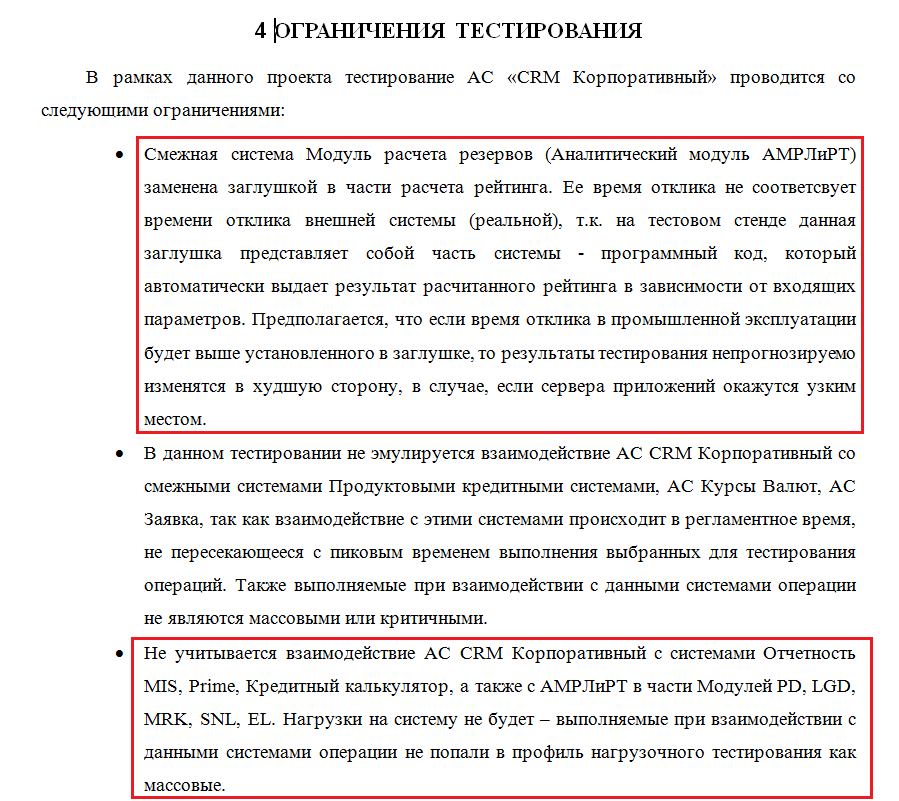 4 ОГРАНИЧЕНИЯ ТЕСТИРОВАНИЯ
В рамках данного проекта тестирование АС «CRM Корпоративный» проводится со
следующими ограничениями:
• Смежная система Модуль расчета резервов (Аналитический модуль АМРЛиРТ)
заменена заглушкой в части расчета рейтинга. Ее время отклика не соответсвует
времени отклика внешней системы (реальной), т.к. на тестовом стенде данная
заглушка представляет собой часть системы - программный код, который
автоматически выдает результат расчитанного рейтинга в зависимости от входящих
параметров. Предполагается, что если время отклика в промышленной эксплуатации
будет выше установленного в заглушке, то результаты тестирования непрогнозируемо
изменятся в худшую сторону, в случае, если сервера приложений окажутся узким
местом.
• В данном тестировании не эмулируется взаимодействие АС CRM Корпоративный со
смежными системами Продуктовыми кредитными системами, АС Курсы Валют, АС
Заявка, так как взаимодействие с этими системами происходит в регламентное время,
не пересекающееся с пиковым временем выполнения выбранных для тестирования
операций. Также выполняемые при взаимодействии с данными системами операции
не являются массовыми или критичными.
• Не учитывается взаимодействие АС CRM Корпоративный с системами Отчетность
MIS, Prime, Кредитный калькулятор, а также с АМРЛиРТ в части Модулей PD, LGD,
MRK, SNL, EL. Нагрузки на систему не будет – выполняемые при взаимодействии с
данными системами операции не попали в профиль нагрузочного тестирования как
массовые.